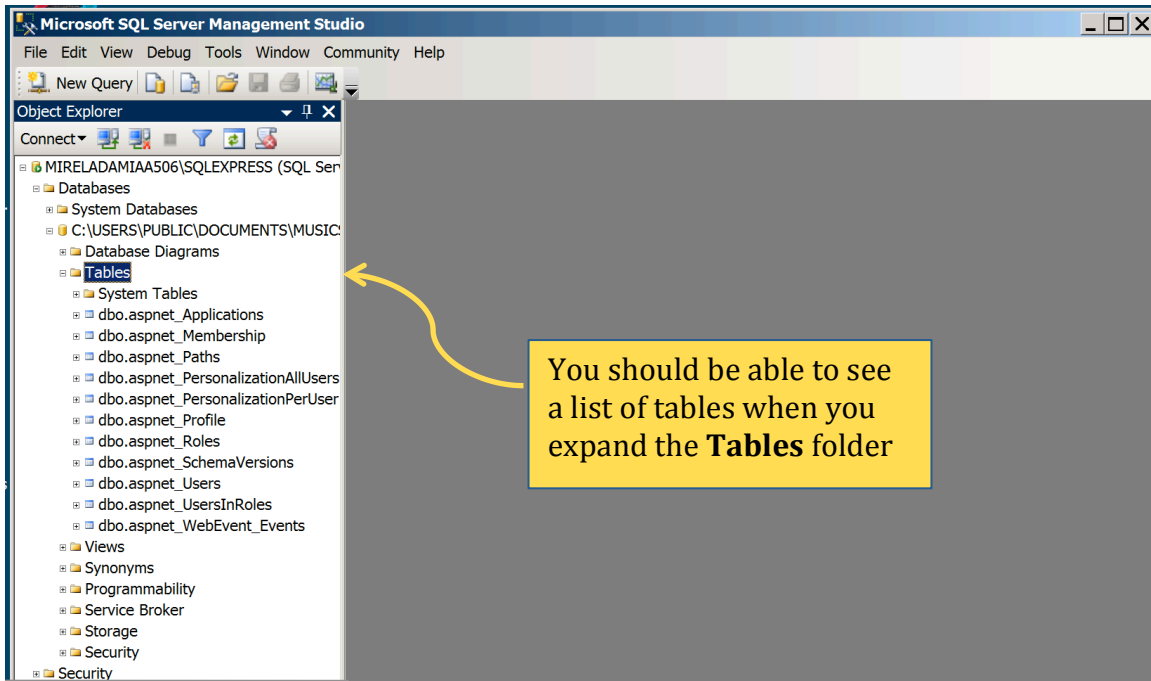 Microsoft SQL Server Management Studio
File Edit View Debug Tools Window Community Help
New Query
Object Explorer
Connect
MIRELADAMIAA506\SQLEXPRESS (SQL Ser
Databases
System Databases
C:\USERS\PUBLIC\DOCUMENTS\MUSIC
Database Diagrams
Tables
System Tables
dbo.aspnet_Applications
dbo.aspnet_Membership
dbo.aspnet_Paths
dbo.aspnet_PersonalizationAllUsers
dbo.aspnet_PersonalizationPerUser
dbo.aspnet_Profile
dbo.aspnet_Roles
dbo.aspnet_SchemaVersions
dbo.aspnet_Users
dbo.aspnet_UsersInRoles
dbo.aspnet_WebEvent_Events
Views
Synonyms
Programmability
Service Broker
Storage
Security
Security
You should be able to see
a list of tables when you
expand the Tables folder